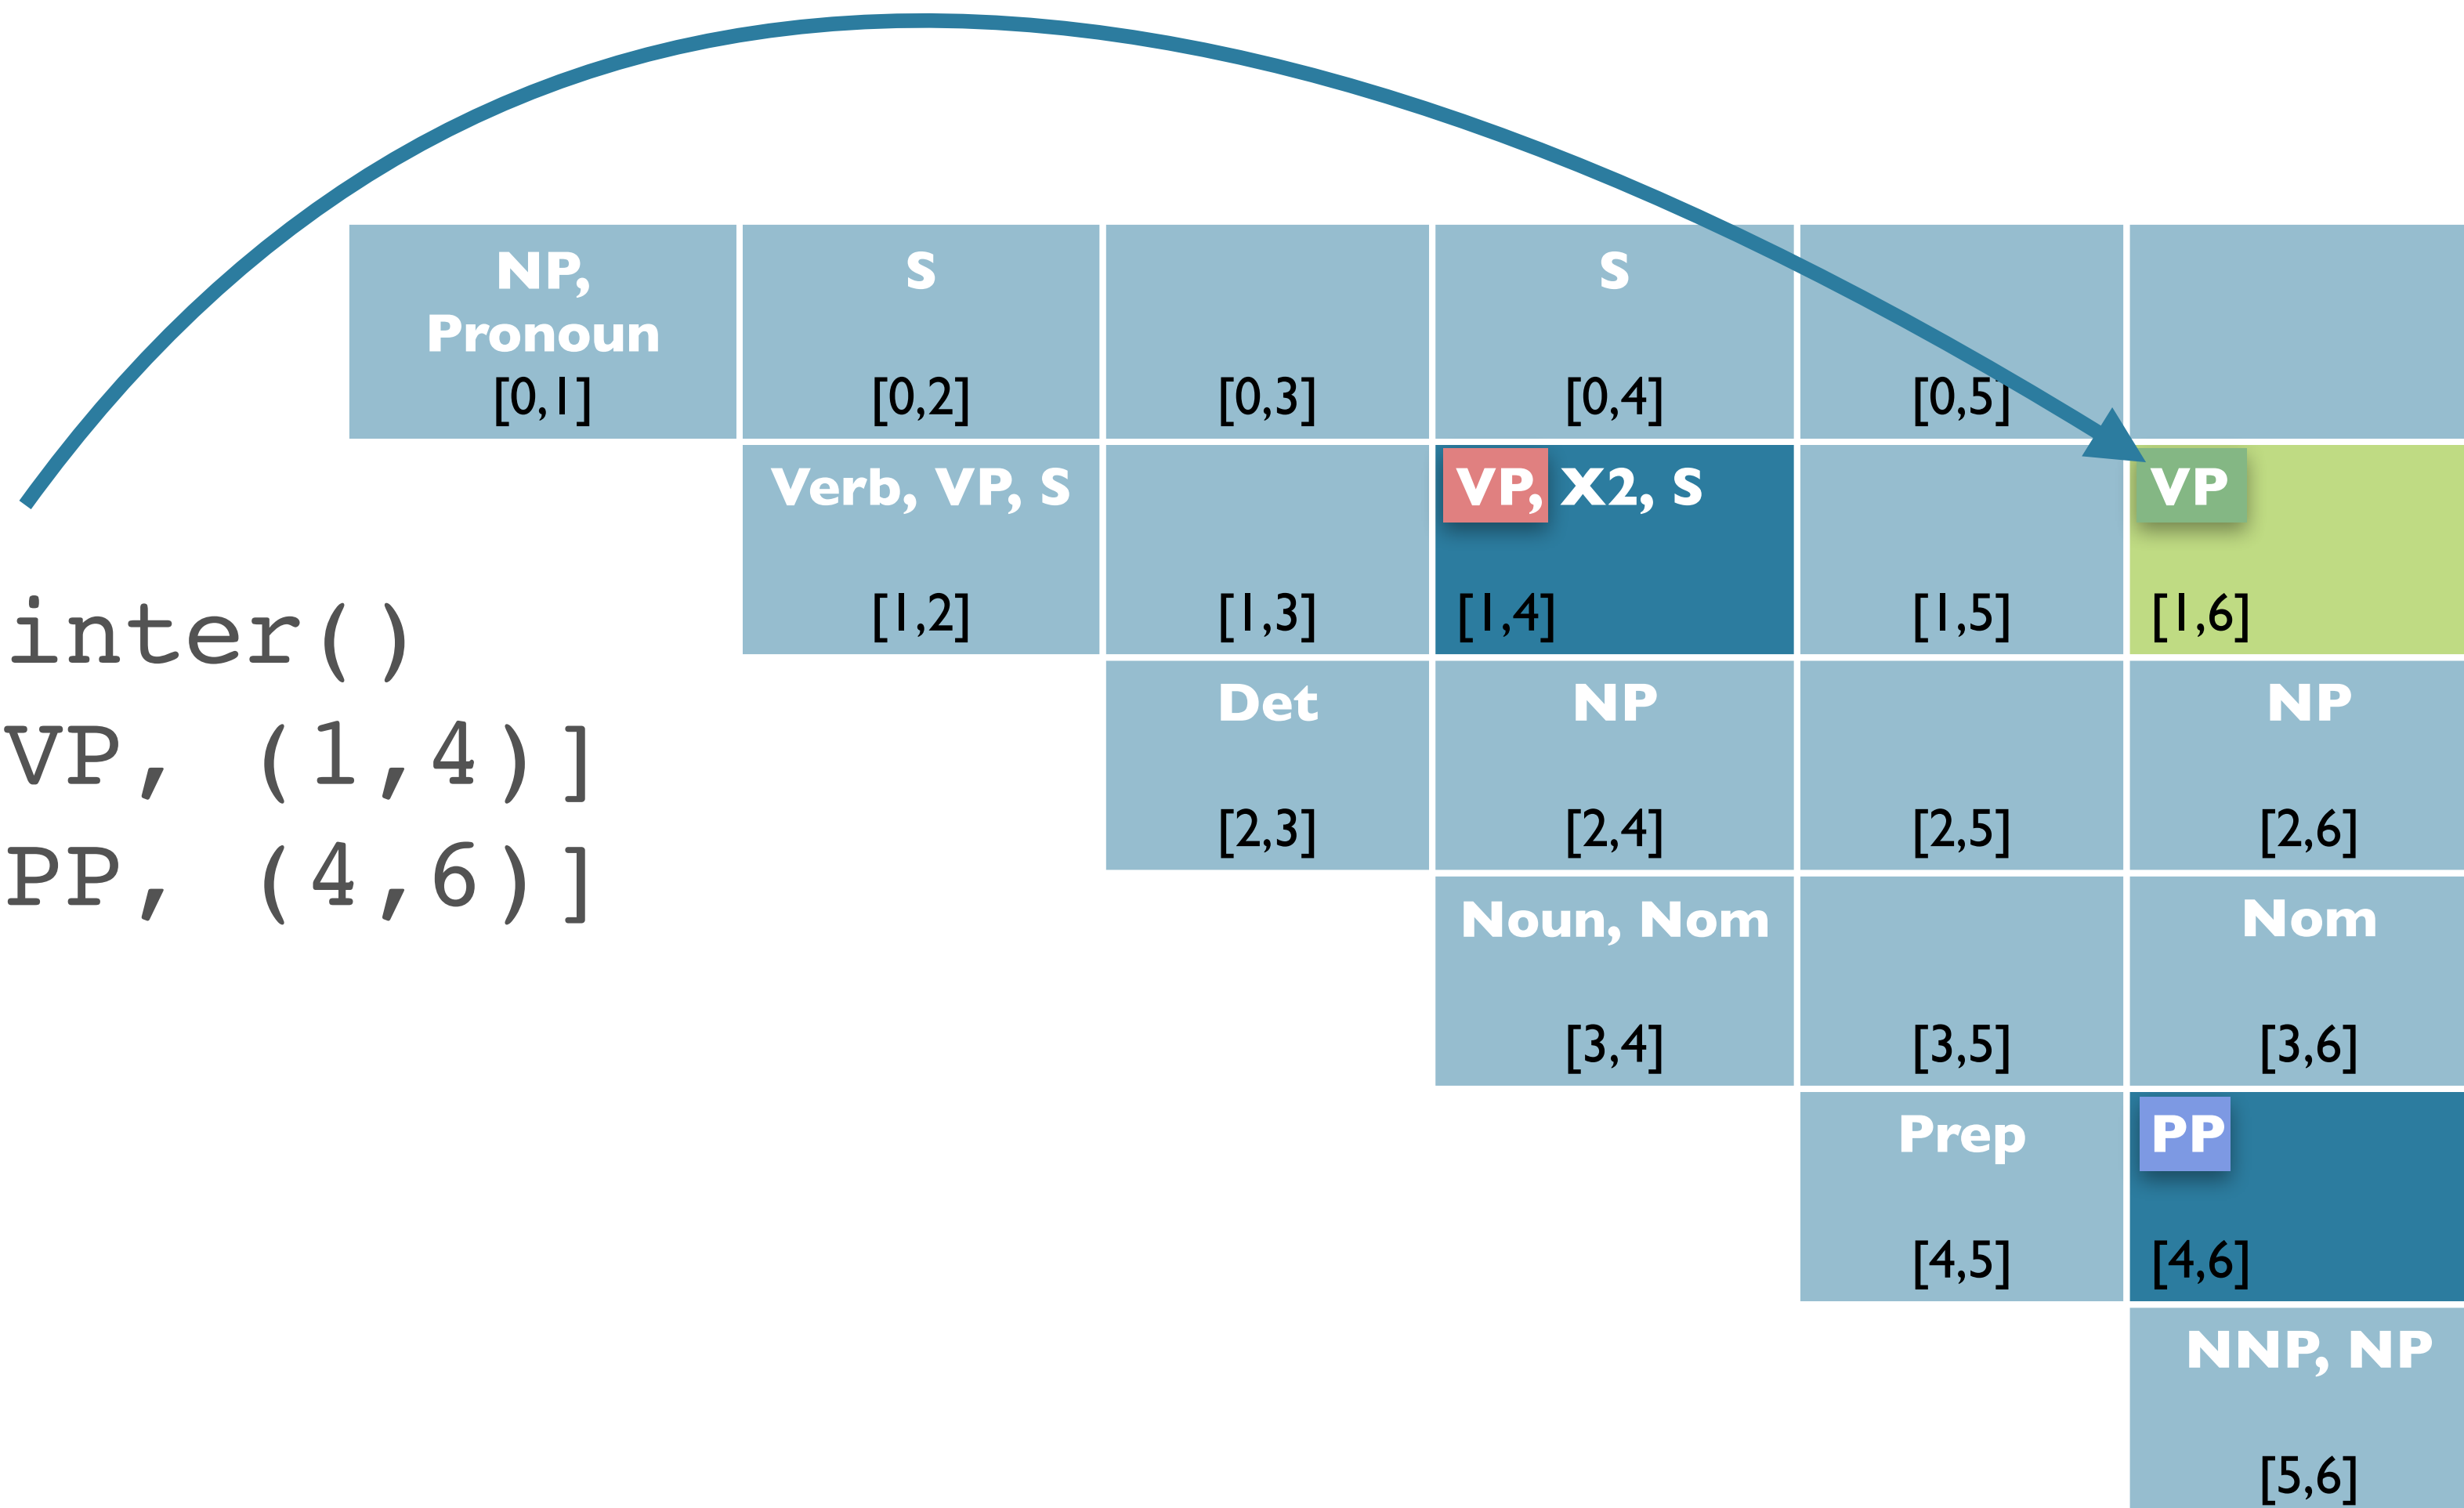 NP,
Pronoun
[0,1]
S
[0,2]
[0,3]
S
[0,4]
[0,5]
Verb, VP, S
[1,2]
[1,3]
VP, X2, S
[1,4]
[1,5]
VP
[1,6]
inter()
VP, (1,4)]
PP, (4,6)]
Det
[2,3]
NP
[2,4]
[2,5]
NP
[2,6]
Noun, Nom
[3,4]
[3,5]
Nom
[3,6]
Prep
[4,5]
PP
[4,6]
NNP, NP
[5,6]